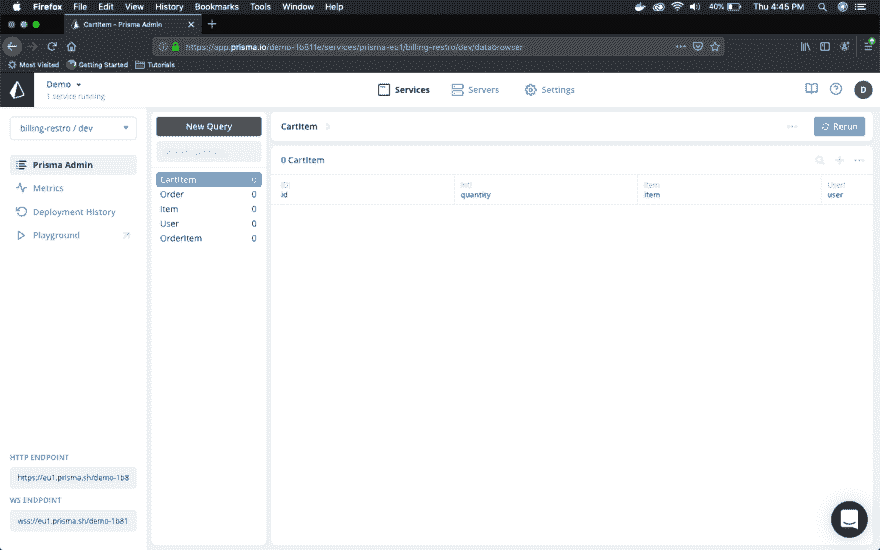 Firefox File Edit View History Bookmarks Tools Window Help 40% Thu 4:45 PM
CartItem - Prisma Admin
https://app.prisma.io/demo-1b811e/services/prisma-eu1/billing-restro/dev/databrowser
Most Visited Getting Started Tutorials
Demo
1 service running
Services Servers Settings
D
billing-restro / dev
Prisma Admin
Metrics
Deployment History
Playground
HTTP ENDPOINT
https://eu1.prisma.sh/demo-1b8
WS ENDPOINT
wss://eu1.prisma.sh/demo-1b81
New Query
CartItem 0
Order 0
Item 0
User 0
OrderItem 0
CartItem
Rerun
0 CartItem
ID!
id
Int!
quantity
Item
item
User!
user